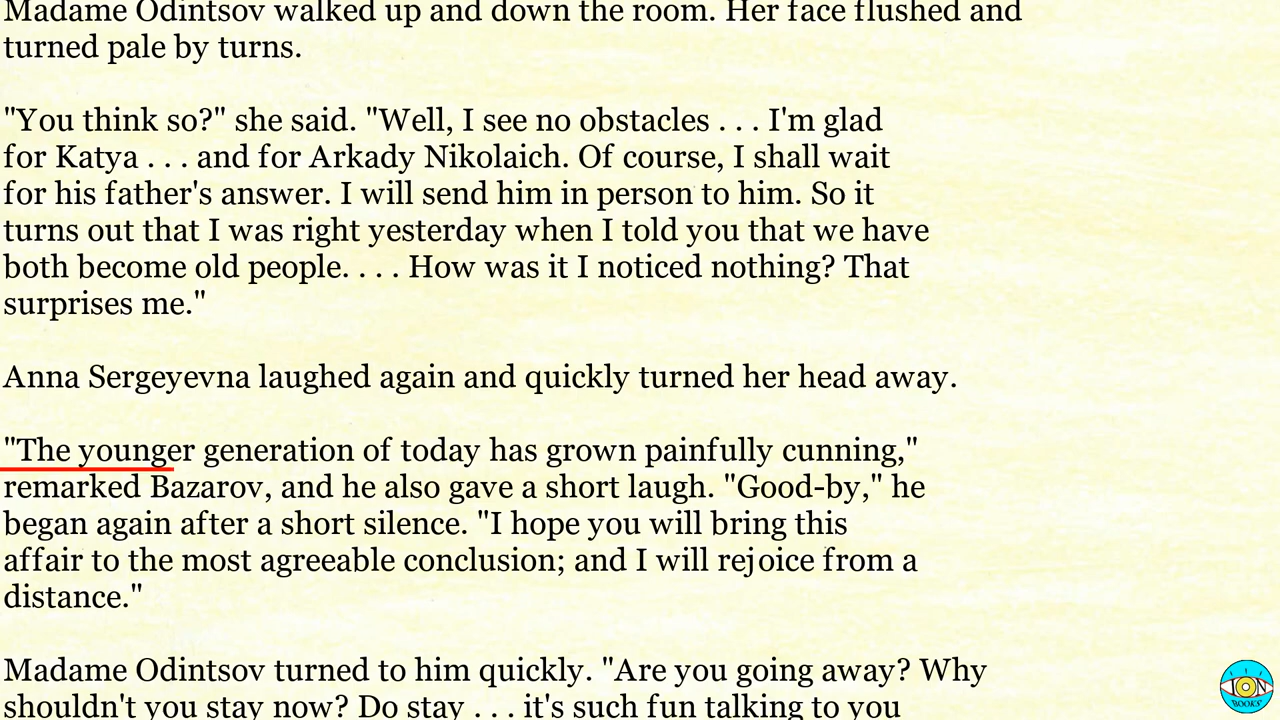 Madame Odintsov walked up and down the room. Her face flushed and
turned pale by turns.
"You think so?" she said. "Well, I see no obstacles . . . I'm glad
for Katya . . . and for Arkady Nikolaich. Of course, I shall wait
for his father's answer. I will send him in person to him. So it
turns out that I was right yesterday when I told you that we have
both become old people. . . . How was it I noticed nothing? That
surprises me."
Anna Sergeyevna laughed again and quickly turned her head away.
"The younger generation of today has grown painfully cunning,"
remarked Bazarov, and he also gave a short laugh. "Good-by," he
began again after a short silence. "I hope you will bring this
affair to the most agreeable conclusion; and I will rejoice from a
distance."
Madame Odintsov turned to him quickly. "Are you going away? Why
shouldn't you stay now? Do stay . . . it's such fun talking to you
ION
BOOKS